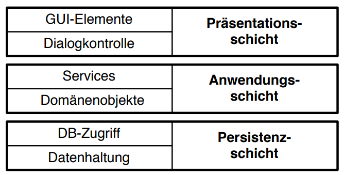 GUI-Elemente
Dialogkontrolle
Präsentations-
schicht
Services
Domänenobjekte
Anwendungs-
schicht
DB-Zugriff
Datenhaltung
Persistenz-
schicht